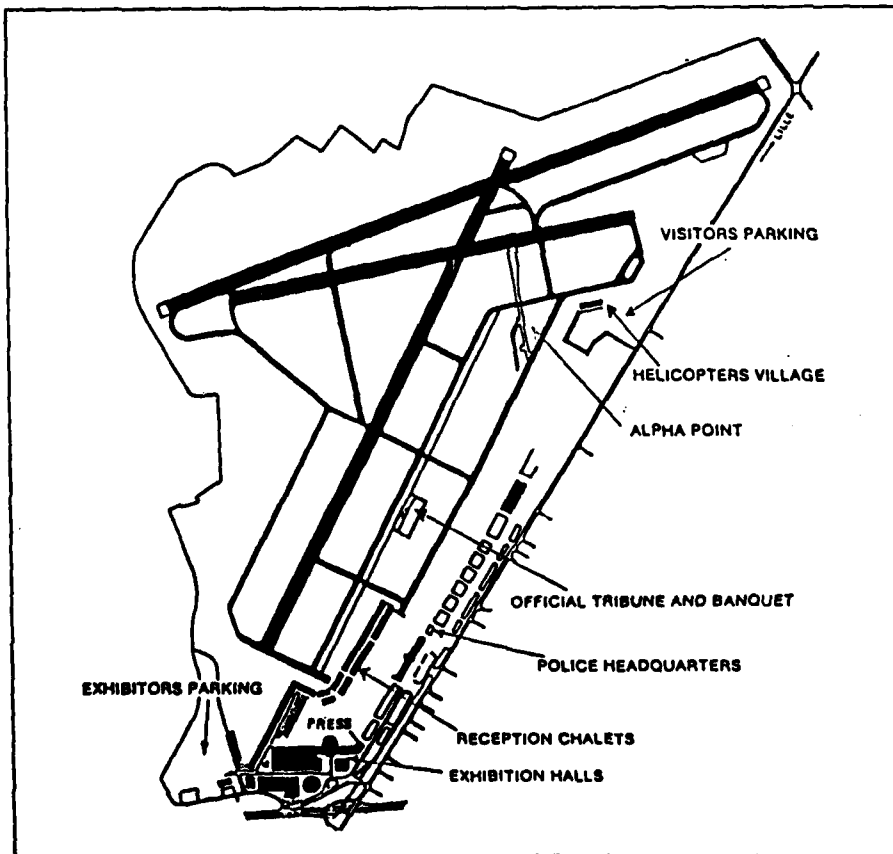 LILLE
VISITORS PARKING
HELICOPTERS VILLAGE
ALPHA POINT
OFFICIAL TRIBUNE AND BANQUET
POLICE HEADQUARTERS
EXHIBITORS PARKING
PRESS
RECEPTION CHALETS
EXHIBITION HALLS